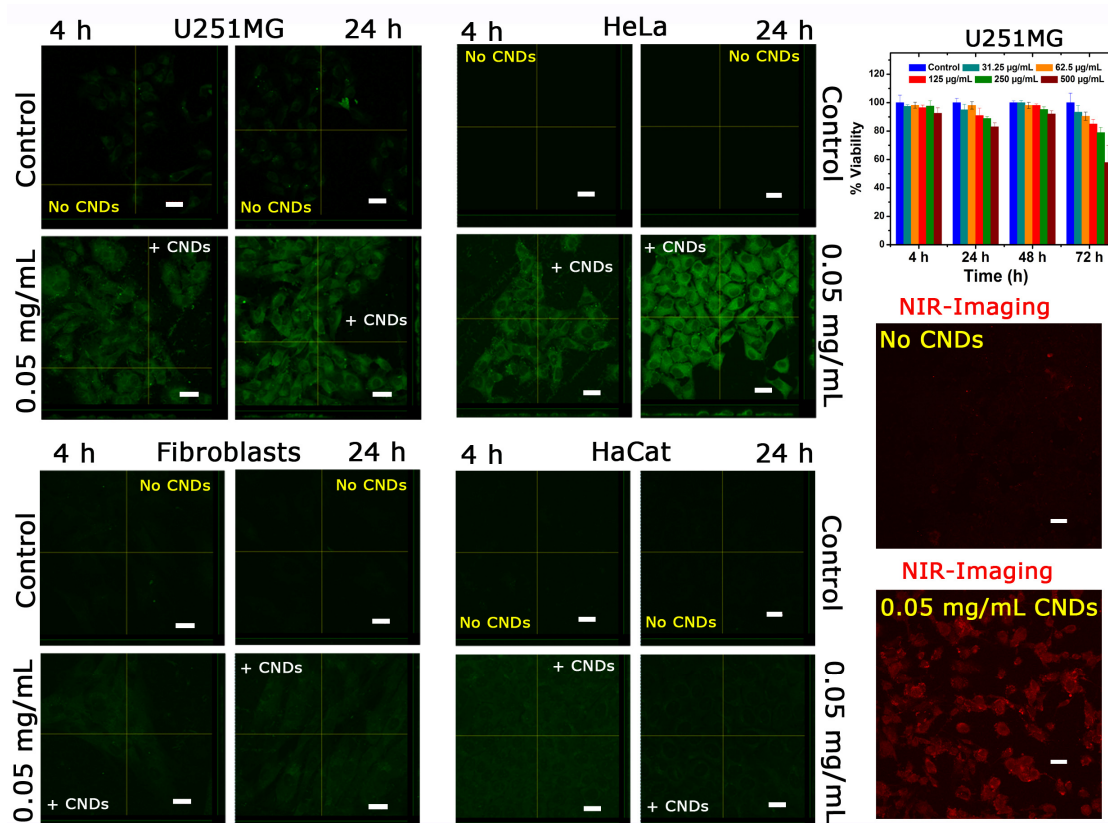 4 h U251MG 24 h
Control
No CNDs
No CNDs
0.05 mg/mL
+ CNDs
+ CNDs
HeLa
No CNDs
No CNDs
Control
+ CNDs
+ CNDs
0.05 mg/mL
U251MG
Control 31.25 µg/mL 62.5 µg/mL
125 µg/mL 250 µg/mL 500 µg/mL
% Viability
120
100
80
60
40
20
0
4 h 24 h 48 h 72 h
Time (h)
4 h Fibroblasts 24 h
Control
No CNDs
No CNDs
0.05 mg/mL
+ CNDs
+ CNDs
4 h HaCat 24 h
No CNDs
No CNDs
Control
+ CNDs
+ CNDs
0.05 mg/mL
NIR-Imaging
No CNDs
NIR-Imaging
0.05 mg/mL CNDs